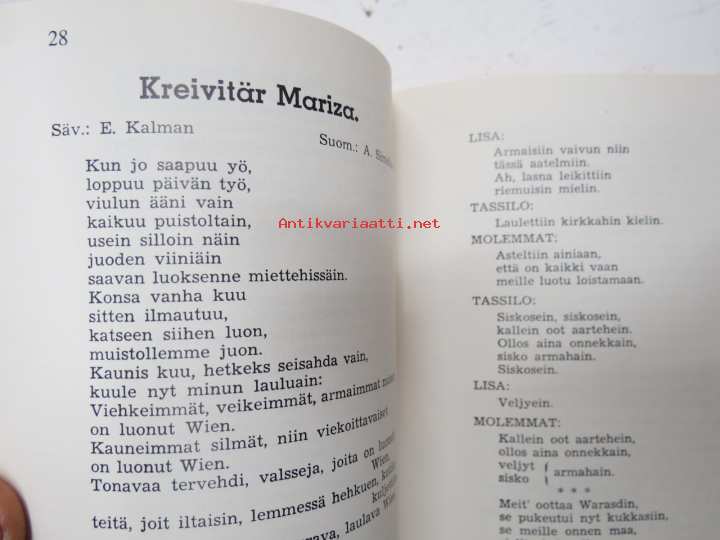 28
Kreivitär Mariza.
Säv.: E. Kalman
Suom.: A.
Kun jo saapuu yö,
loppuu päivän työ,
viulun ääni vain
kaikuu puistoltain,
usein silloin näin
juoden viiniäin
saavan luoksenne miettehissäin.
Konsa vanha kuu
sitten ilmautuu,
katseen siihen luon,
muistollemme juon.
Kaunis kuu, hetkeks seisahda vain,
kuule nyt minun lauluain:
Viehkeimmät, veikeimmät, armaimmat
on luonut Wien.
Kauneimmat silmät, niin viekoittavaiset
on luonut Wien.
Tonavaa tervehdi, valsseja, joita on
Wien,
teitä, joit iltaisin, lemmessä hehkuen,
laulava
Antikvariaatti.net
LISA:
Armaisiin vaivun niin
tässä aatelmiin.
Ah, lasna leikittiin
riemuisin mielin.
TASSILO:
Laulettiin kirkkahin kielin.
MOLEMMAT:
Asteltiin ainiaan,
että on kaikki vaan
meille luotu loistamaan.
TASSILO:
Siskosein, siskosein,
kallein oot aartehein.
Ollos aina onnekkain,
sisko armahain.
Siskosein.
LISA:
Veljyein.
MOLEMMAT:
Kallein oot aartehein,
ollos aina onnekkain,
veljyt
sisko { armahain.
* * *
Meit' oottaa Warasdin,
se pukeutui nyt kukkasiin,
se meille onnen maa,